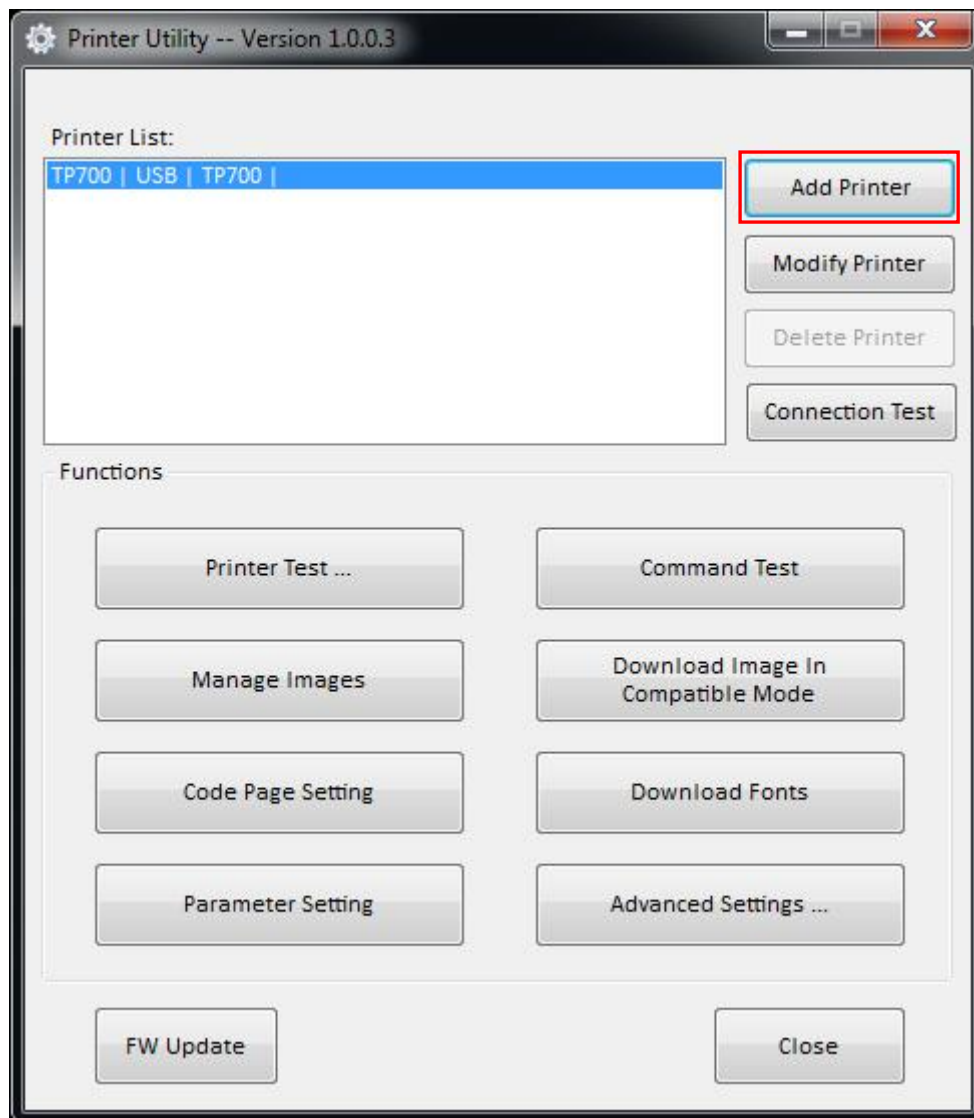 Printer Utility -- Version 1.0.0.3
Printer List:
TP700 | USB | TP700 |
Add Printer
Modify Printer
Delete Printer
Connection Test
Functions
Printer Test ...
Command Test
Manage Images
Download Image In
Compatible Mode
Code Page Setting
Download Fonts
Parameter Setting
Advanced Settings ...
FW Update
Close